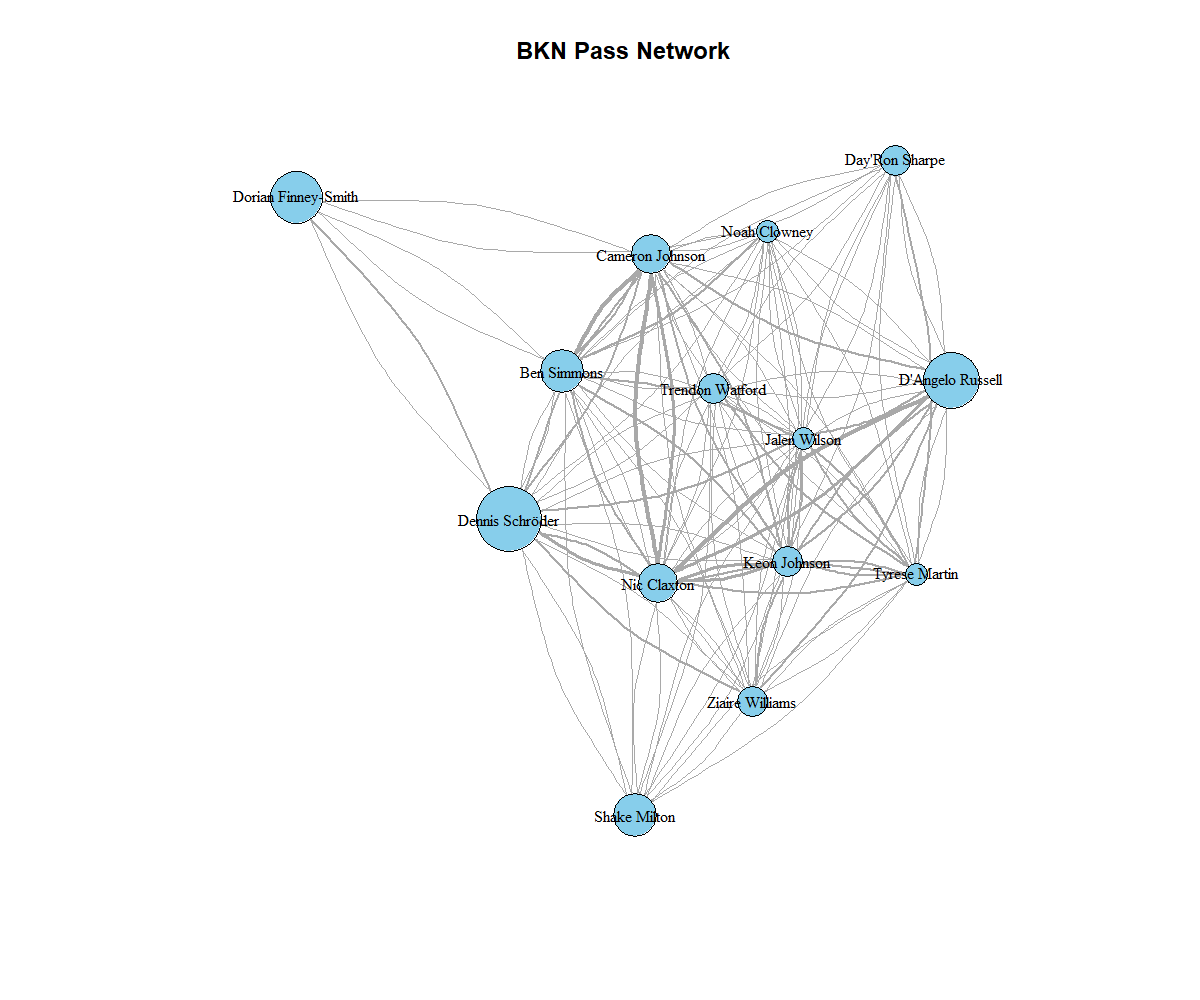 BKN Pass Network
Day'Ron Sharpe
Dorian Finney-Smith
Noah Clowney
Cameron Johnson
Ben Simmons
D'Angelo Russell
Trendon Watford
Jalen Wilson
Dennis Schröder
Keon Johnson
Tyrese Martin
Nic Claxton
Ziaire Williams
Shake Milton